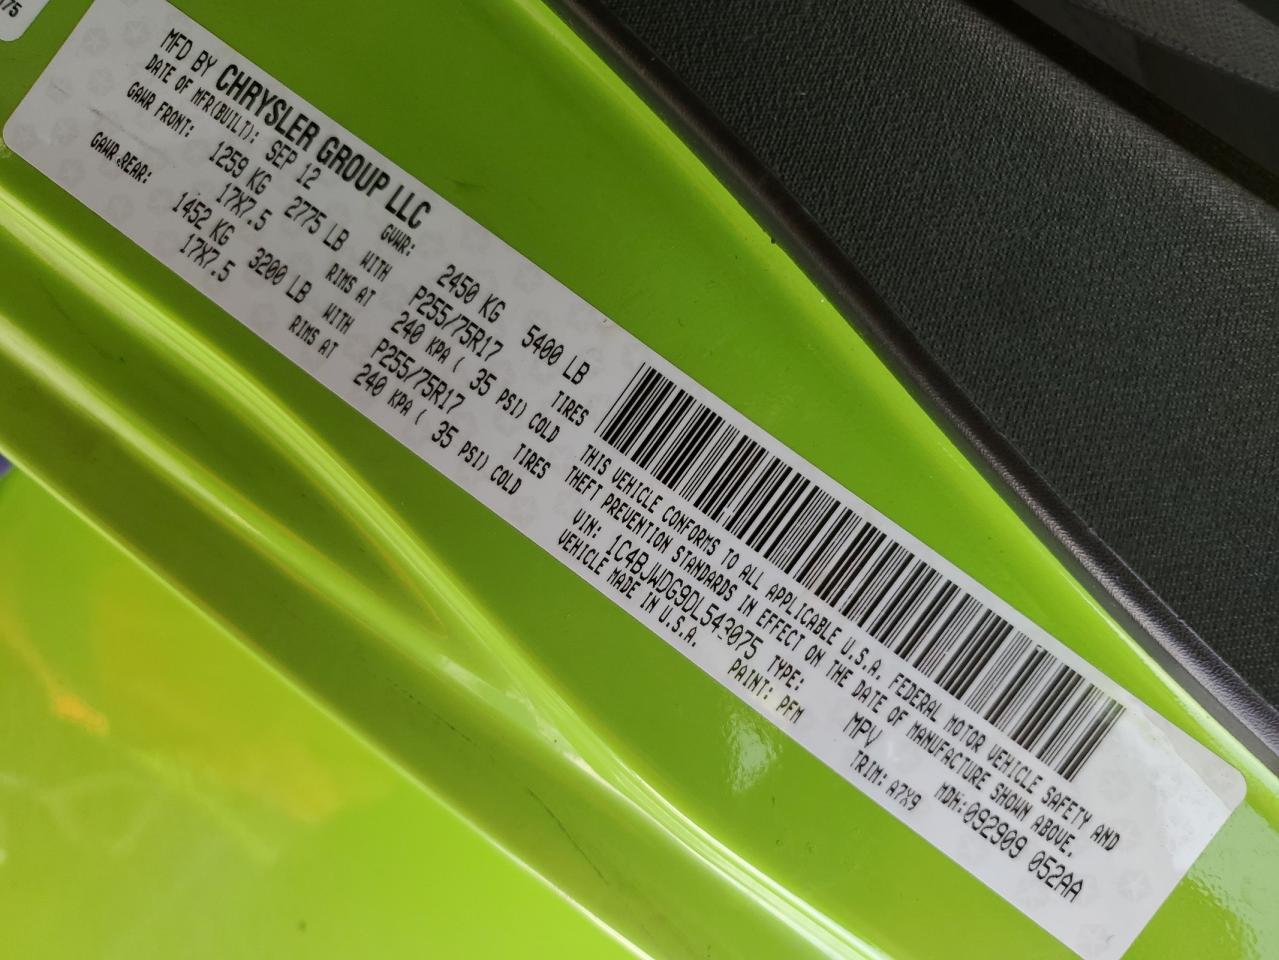 MFD BY CHRYSLER GROUP LLC
DATE OF MFR(BUILT): SEP 12 GVWR: 2450 KG 5400 LB
GAWR FRONT: 1259 KG 2775 LB WITH P255/75R17 TIRES
17X7.5 RIMS AT 240 KPA ( 35 PSI) COLD
GAWR REAR: 1452 KG 3200 LB WITH P255/75R17 TIRES
17X7.5 RIMS AT 240 KPA ( 35 PSI) COLD
THIS VEHICLE CONFORMS TO ALL APPLICABLE U.S.A. FEDERAL MOTOR VEHICLE SAFETY AND
THEFT PREVENTION STANDARDS IN EFFECT ON THE DATE OF MANUFACTURE SHOWN ABOVE.
VIN: 1C4BJWDG9DL543075 TYPE: MPV MDH:092909 052AA
VEHICLE MADE IN U.S.A. PAINT: PFM TRIM: A7X9